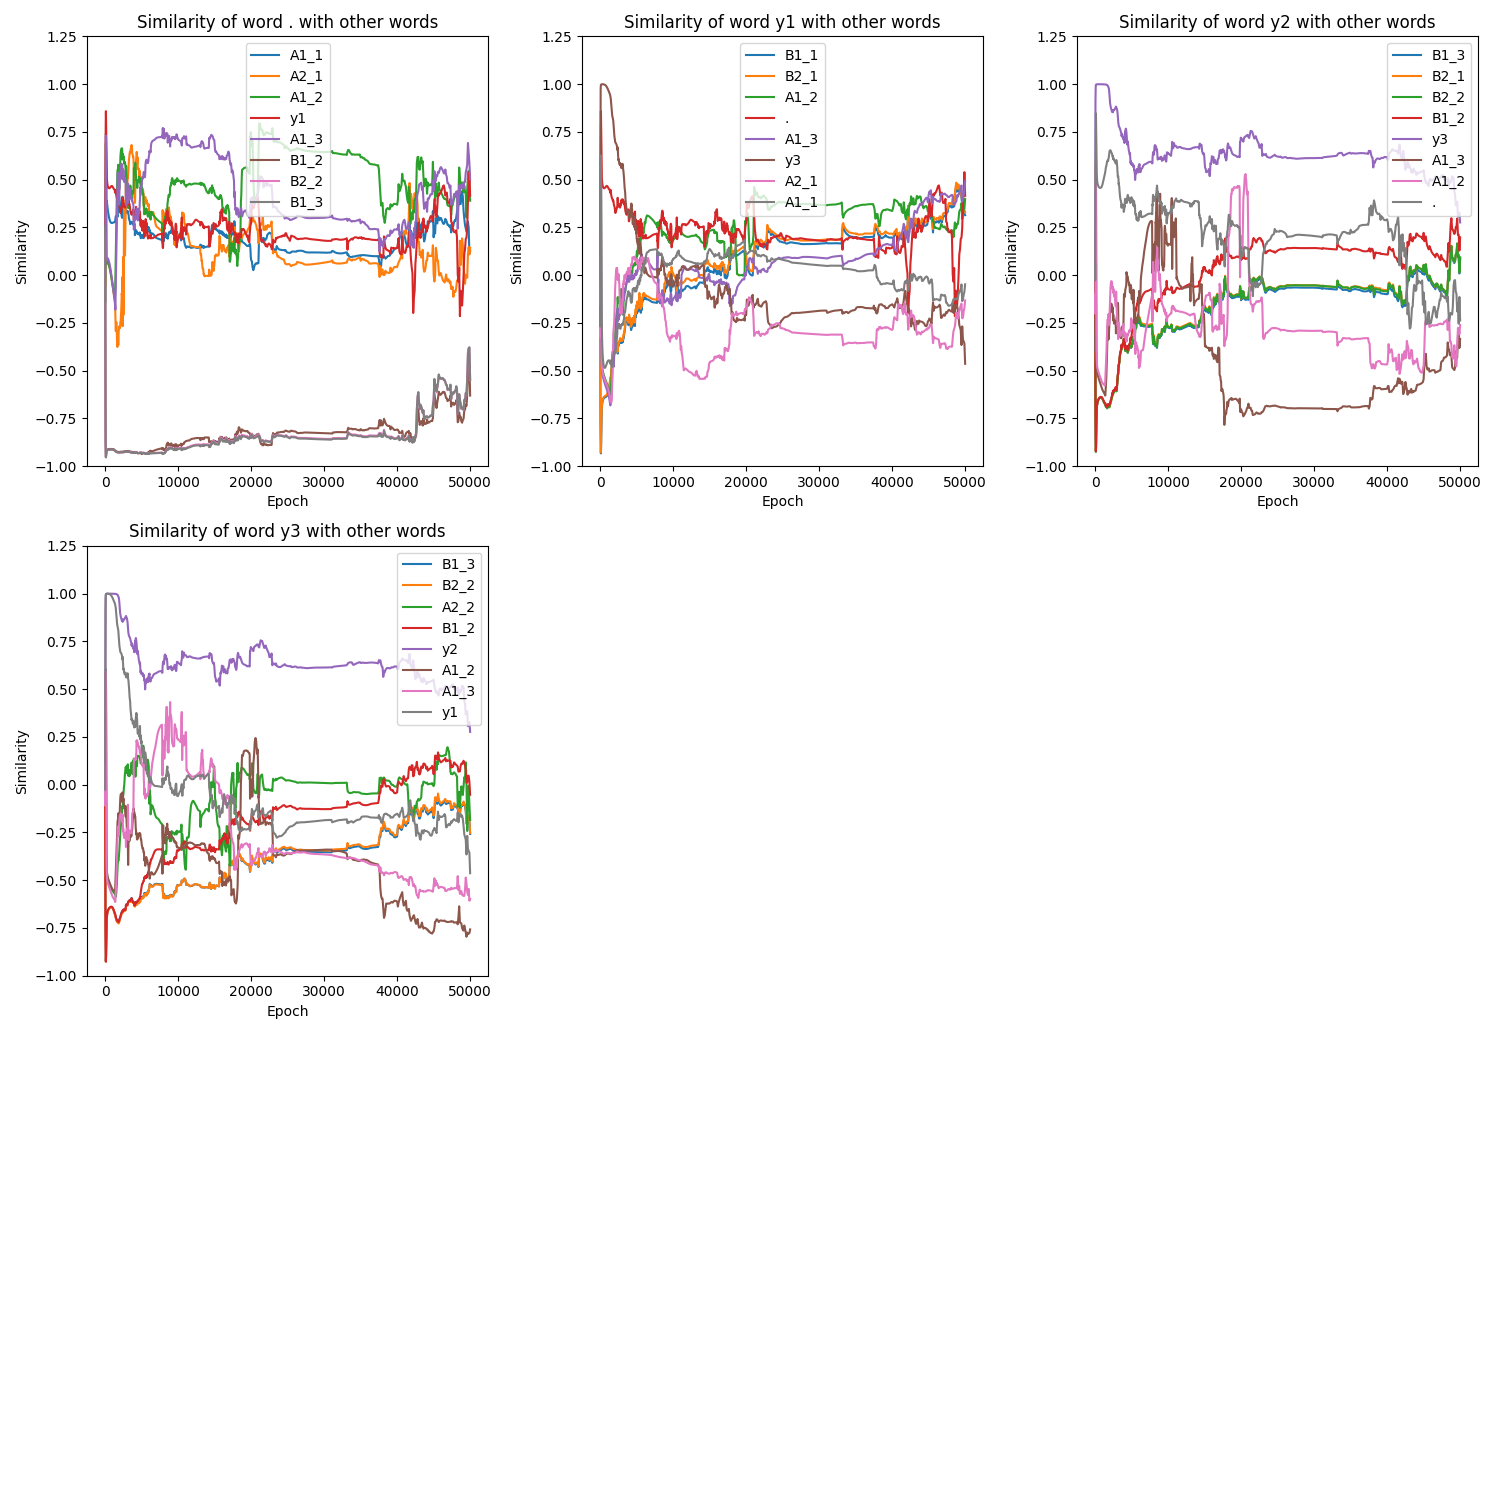 Similarity of word . with other words
Similarity
1.25
1.00
0.75
0.50
0.25
0.00
−0.25
−0.50
−0.75
−1.00
A1_1
A2_1
A1_2
y1
A1_3
B1_2
B2_2
B1_3
0 10000 20000 30000 40000 50000
Epoch
Similarity of word y1 with other words
Similarity
1.25
1.00
0.75
0.50
0.25
0.00
−0.25
−0.50
−0.75
−1.00
B1_1
B2_1
A1_2
.
A1_3
y3
A2_1
A1_1
0 10000 20000 30000 40000 50000
Epoch
Similarity of word y2 with other words
Similarity
1.25
1.00
0.75
0.50
0.25
0.00
−0.25
−0.50
−0.75
−1.00
B1_3
B2_1
B2_2
B1_2
y3
A1_3
A1_2
.
0 10000 20000 30000 40000 50000
Epoch
Similarity of word y3 with other words
Similarity
1.25
1.00
0.75
0.50
0.25
0.00
−0.25
−0.50
−0.75
−1.00
B1_3
B2_2
A2_2
B1_2
y2
A1_2
A1_3
y1
0 10000 20000 30000 40000 50000
Epoch